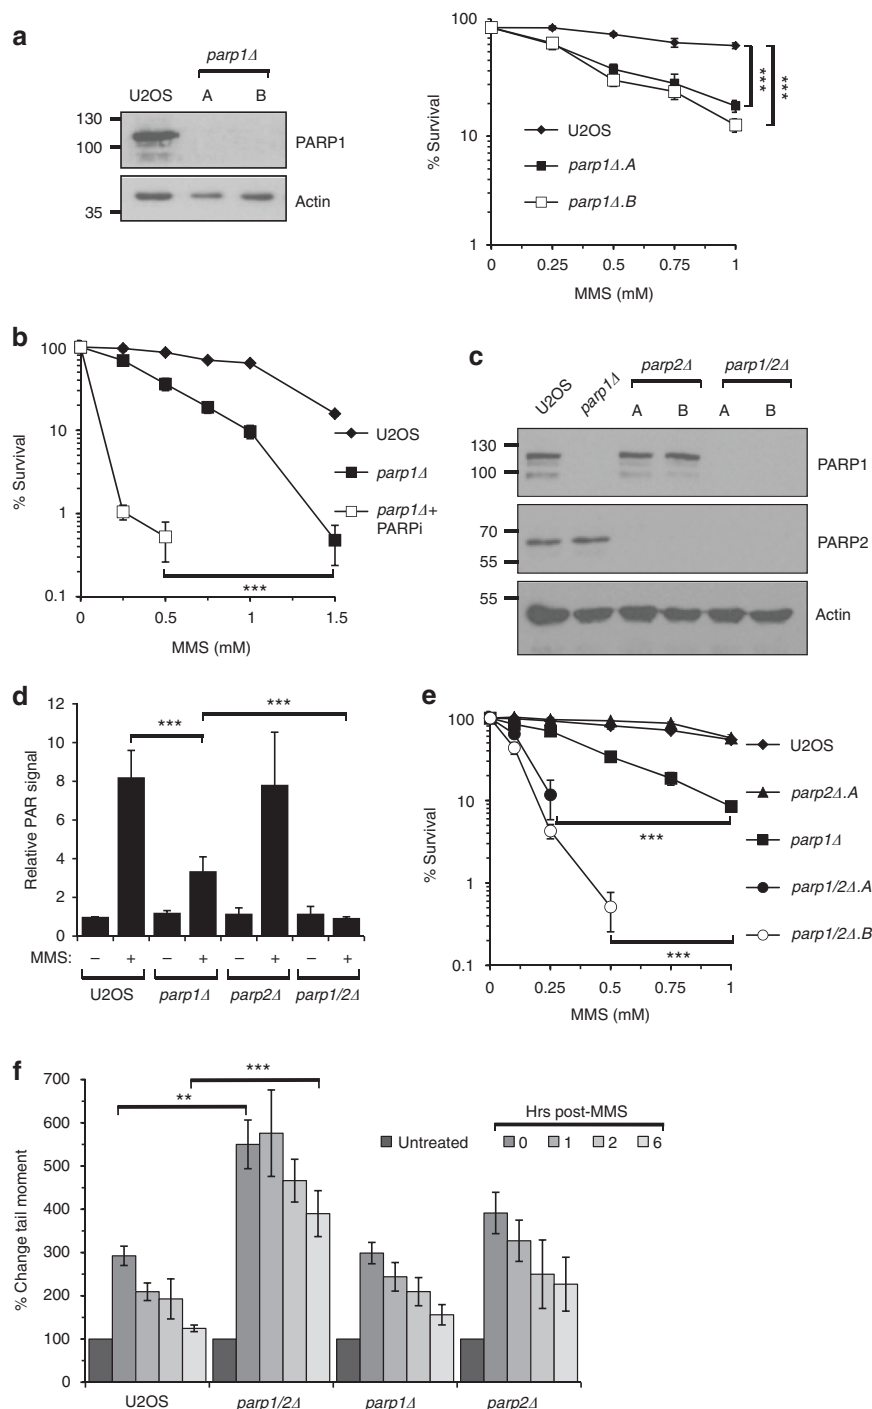 a
parp1Δ
U2OS A B
130
100
PARP1
35
Actin
100
10
1
% Survival
U2OS
parp1Δ.A
parp1Δ.B
***
***
0 0.25 0.5 0.75 1
MMS (mM)
b
100
10
1
0.1
% Survival
U2OS
parp1Δ
parp1Δ+
PARPi
***
0 0.5 1 1.5
MMS (mM)
c
U2OS parp1Δ parp2Δ parp1/2Δ
A B A B
130
100
PARP1
70
55
PARP2
55
Actin
d
12
10
8
6
4
2
0
Relative PAR signal
***
***
MMS: − + − + − + − +
U2OS parp1Δ parp2Δ parp1/2Δ
e
100
10
1
0.1
% Survival
U2OS
parp2Δ.A
parp1Δ
parp1/2Δ.A
parp1/2Δ.B
***
***
0 0.25 0.5 0.75 1
MMS (mM)
f
700
600
500
400
300
200
100
0
% Change tail moment
**
***
Hrs post-MMS
Untreated 0 1 2 6
U2OS parp1/2Δ parp1Δ parp2Δ